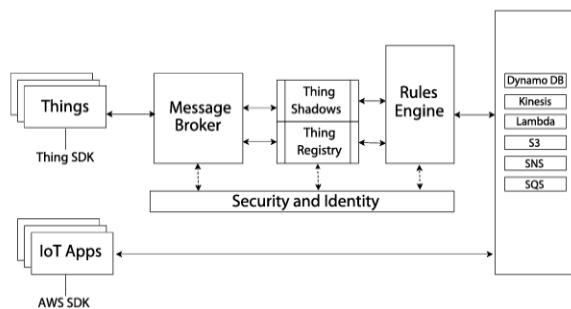 Things
Thing SDK
Message
Broker
Thing
Shadows
Thing
Registry
Rules
Engine
Dynamo DB
Kinesis
Lambda
S3
SNS
SQS
Security and Identity
IoT Apps
AWS SDK